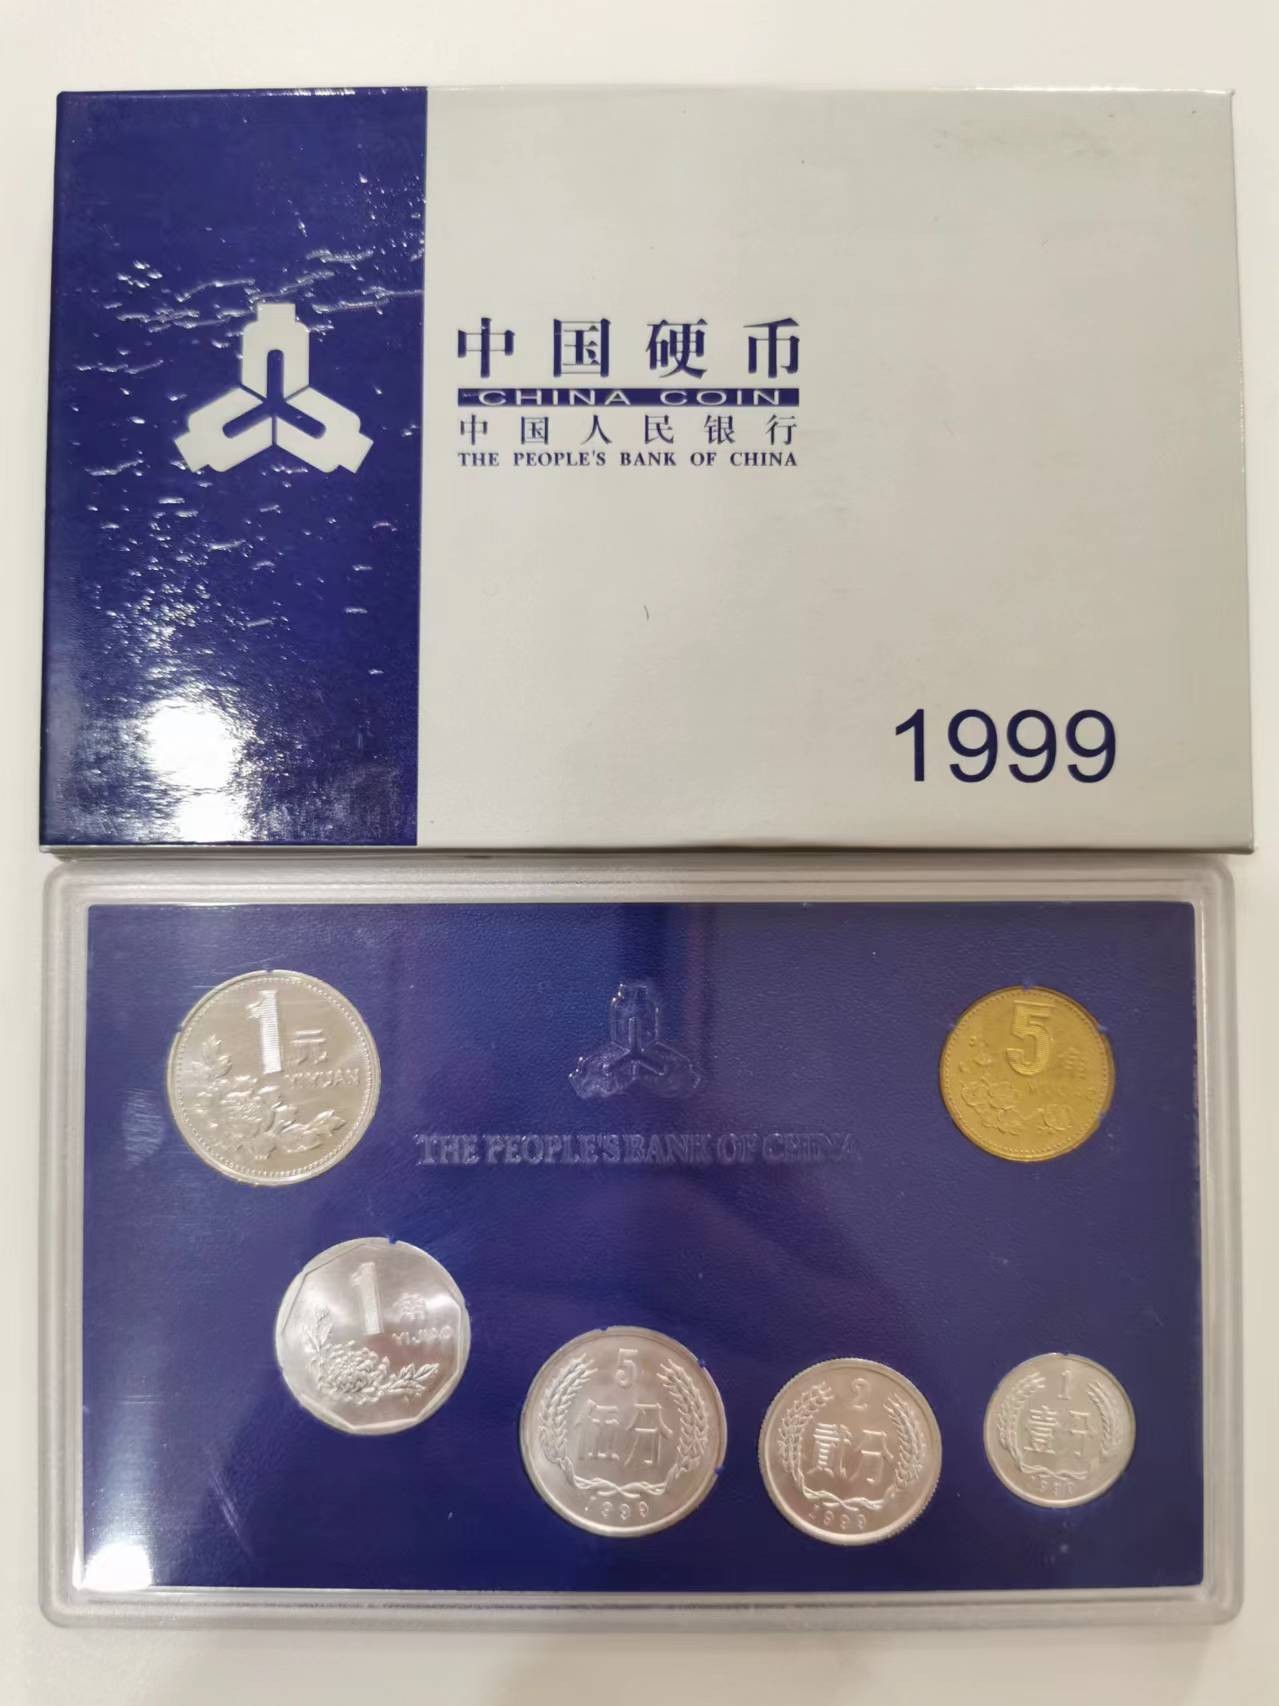 中国硬币
CHINA COIN
中国人民银行
THE PEOPLE'S BANK OF CHINA
1999
THE PEOPLE'S BANK OF CHINA
1元
YIYUAN
5角
1角
YIJIAO
5
伍分
1999
2
贰分
1999
1
壹分